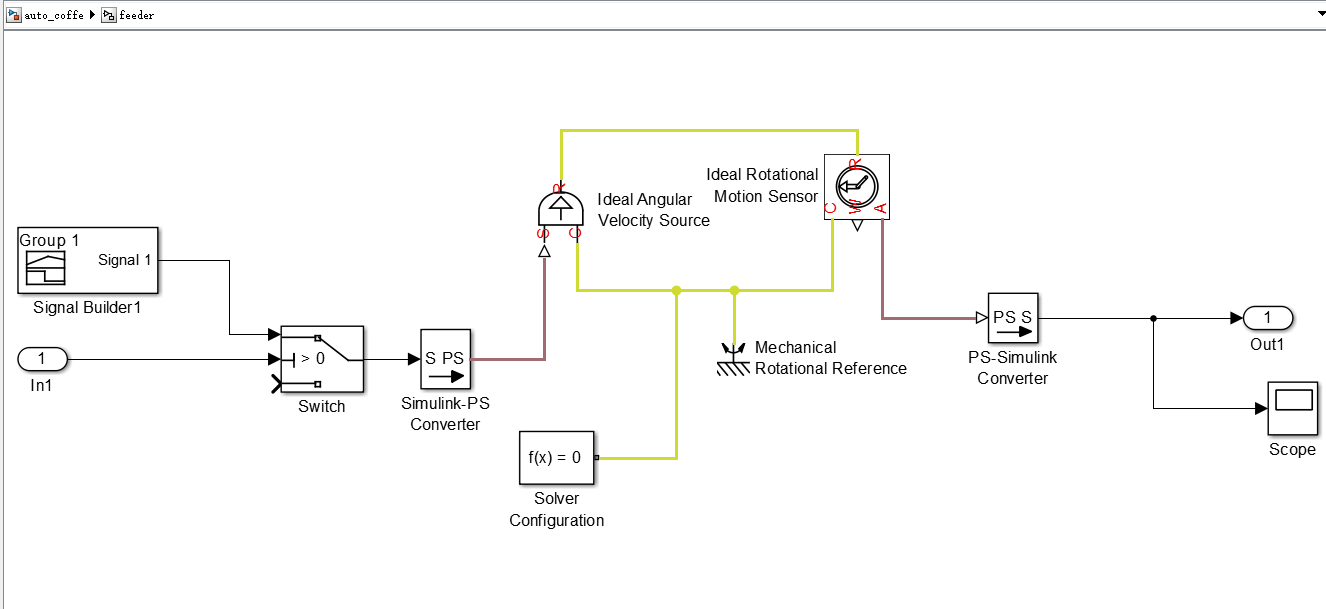 auto_coffe feeder
Ideal Rotational
Motion Sensor
R
C
W
A
Ideal Angular
Velocity Source
R
S
C
Group 1
Signal 1
Signal Builder1
1
In1
> 0
Switch
S PS
Simulink-PS
Converter
f(x) = 0
Solver
Configuration
Mechanical
Rotational Reference
PS S
PS-Simulink
Converter
1
Out1
Scope